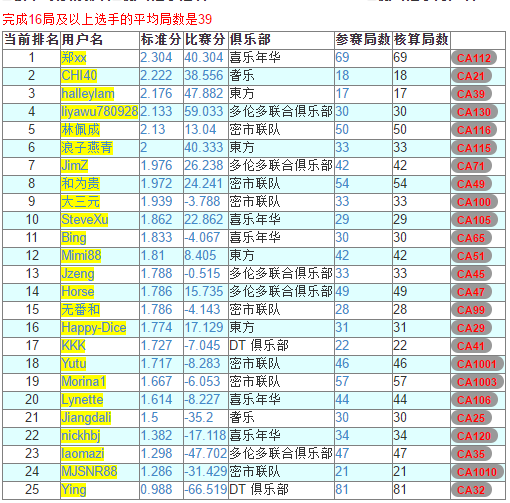 完成16局及以上选手的平均局数是39
当前排名 用户名 标准分 比赛分 俱乐部 参赛局数 核算局数
1 郑xx 2.304 40.304 喜乐年华 69 69 CA112
2 CHI40 2.222 38.556 耆乐 18 18 CA21
3 halleylam 2.176 47.882 東方 17 17 CA39
4 liyawu780928 2.133 59.033 多伦多联合俱乐部 30 30 CA130
5 林佩成 2.13 13.04 密市联队 50 50 CA116
6 浪子燕青 2 40.333 東方 33 33 CA115
7 JimZ 1.976 26.238 多伦多联合俱乐部 42 42 CA71
8 和为贵 1.972 24.241 密市联队 54 54 CA49
9 大三元 1.939 -3.788 密市联队 33 33 CA100
10 SteveXu 1.862 22.862 喜乐年华 29 29 CA105
11 Bing 1.833 -4.067 喜乐年华 30 30 CA65
12 Mimi88 1.81 8.405 東方 42 42 CA51
13 Jzeng 1.788 -0.515 多伦多联合俱乐部 33 33 CA45
14 Horse 1.786 15.735 多伦多联合俱乐部 49 49 CA47
15 无番和 1.786 -4.143 密市联队 28 28 CA99
16 Happy-Dice 1.774 17.129 東方 31 31 CA29
17 KKK 1.727 -7.045 DT 俱乐部 22 22 CA41
18 Yutu 1.717 -8.283 密市联队 46 46 CA1001
19 Morina1 1.667 -6.053 密市联队 57 57 CA1003
20 Lynette 1.614 -8.227 喜乐年华 44 44 CA106
21 Jiangdali 1.5 -35.2 耆乐 30 30 CA25
22 nickhbj 1.382 -17.118 喜乐年华 34 34 CA120
23 laomazi 1.298 -47.702 多伦多联合俱乐部 47 47 CA35
24 MJSNR88 1.286 -31.429 密市联队 21 21 CA1010
25 Ying 0.988 -66.519 DT 俱乐部 81 81 CA32